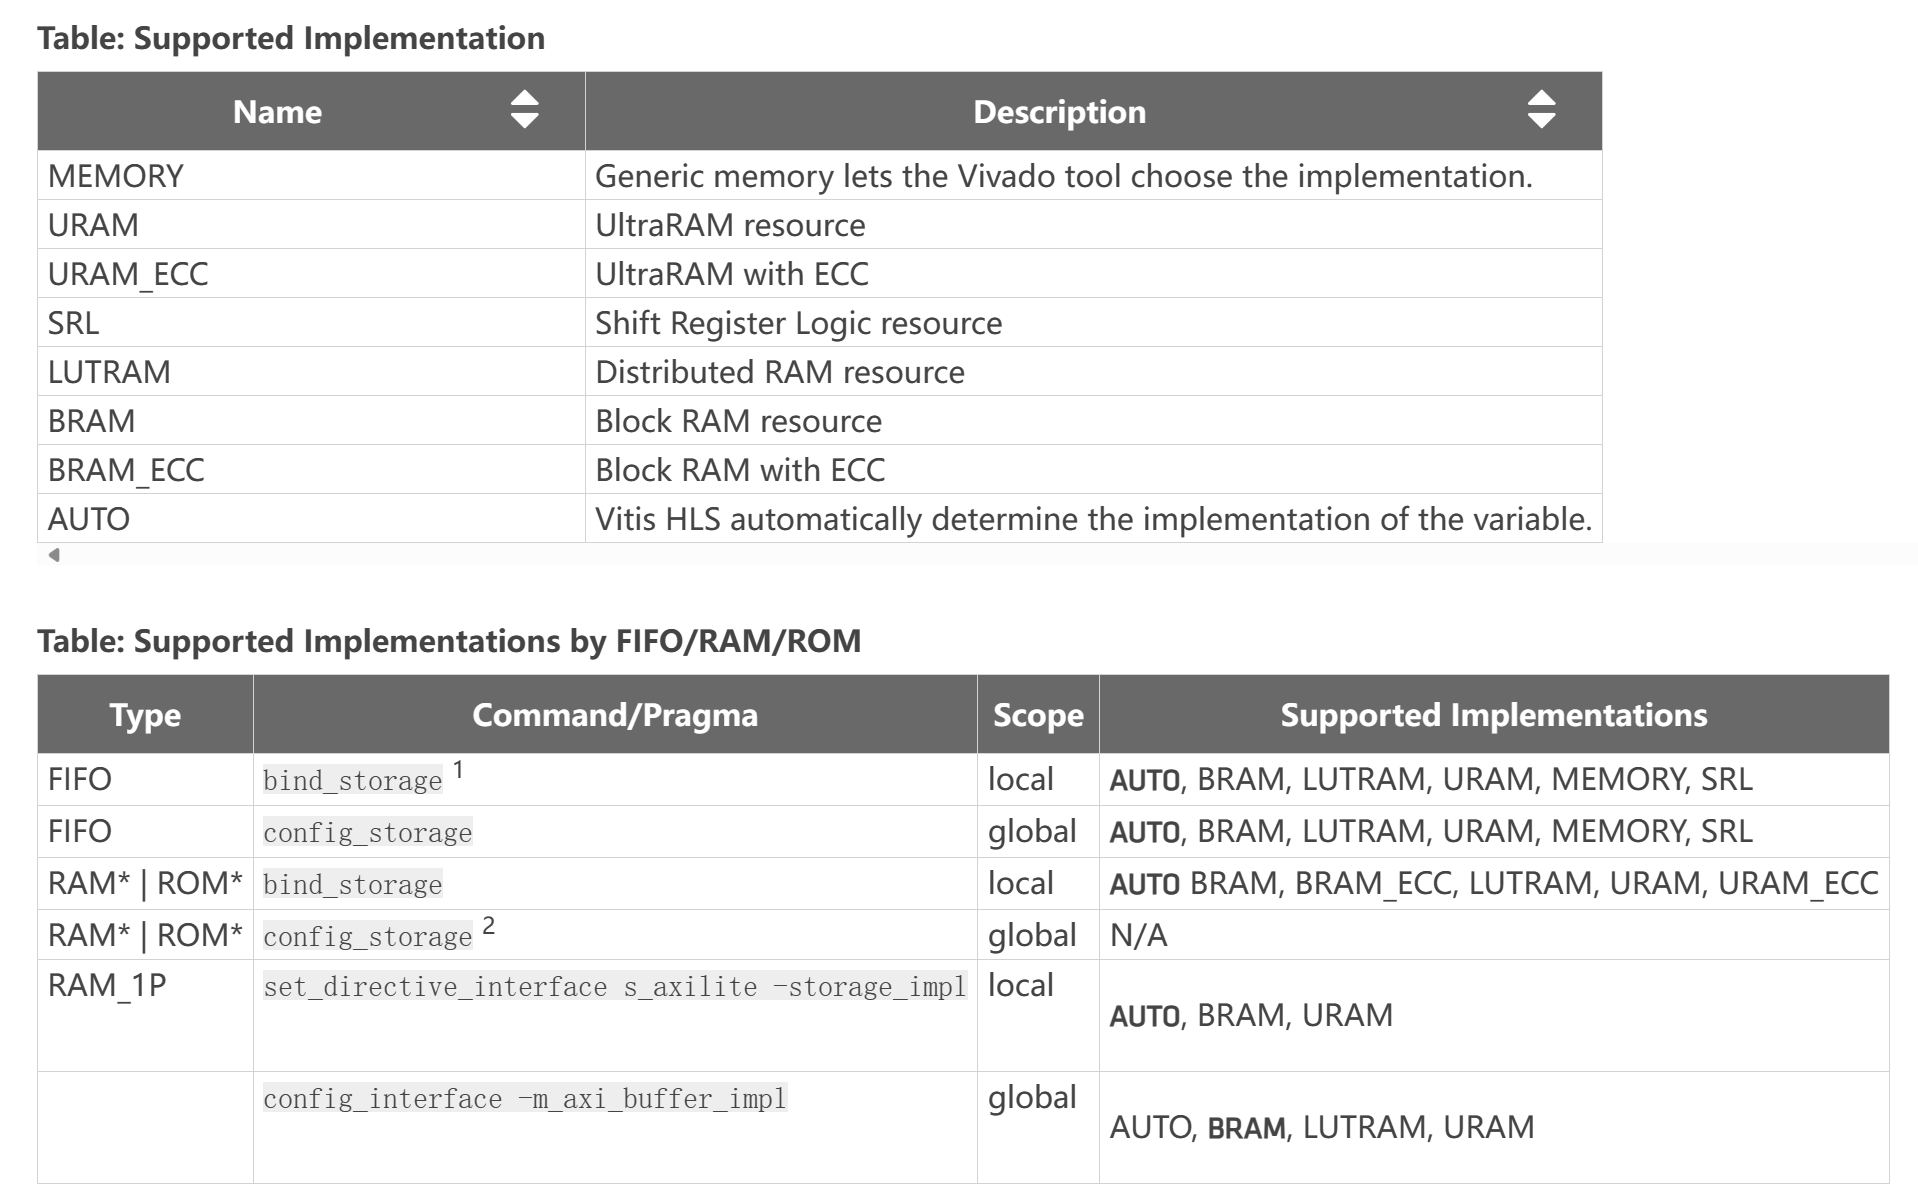 Table: Supported Implementation
Name Description
MEMORY Generic memory lets the Vivado tool choose the implementation.
URAM UltraRAM resource
URAM_ECC UltraRAM with ECC
SRL Shift Register Logic resource
LUTRAM Distributed RAM resource
BRAM Block RAM resource
BRAM_ECC Block RAM with ECC
AUTO Vitis HLS automatically determine the implementation of the variable.
Table: Supported Implementations by FIFO/RAM/ROM
Type Command/Pragma Scope Supported Implementations
FIFO bind_storage 1 local AUTO, BRAM, LUTRAM, URAM, MEMORY, SRL
FIFO config_storage global AUTO, BRAM, LUTRAM, URAM, MEMORY, SRL
RAM* | ROM* bind_storage local AUTO BRAM, BRAM_ECC, LUTRAM, URAM, URAM_ECC
RAM* | ROM* config_storage 2 global N/A
RAM_1P set_directive_interface s_axilite -storage_impl local AUTO, BRAM, URAM
config_interface -m_axi_buffer_impl global AUTO, BRAM, LUTRAM, URAM